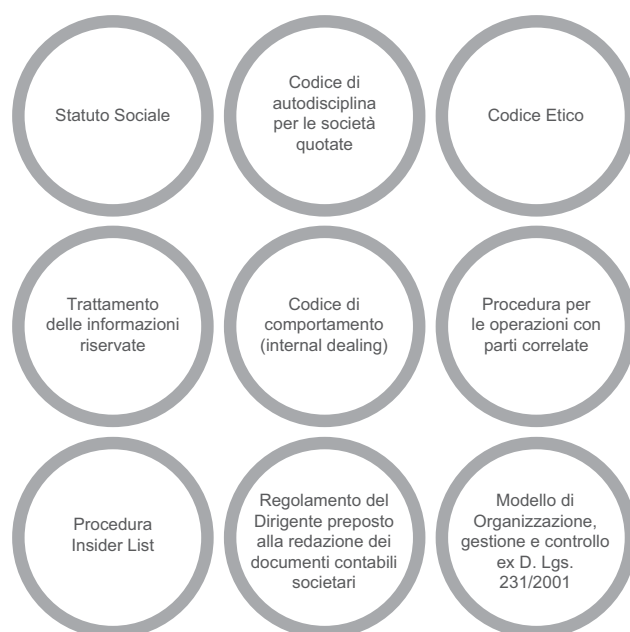 Statuto Sociale
Codice di
autodisciplina
per le società
quotate
Codice Etico
Trattamento
delle informazioni
riservate
Codice di
comportamento
(internal dealing)
Procedura per
le operazioni con
parti correlate
Procedura
Insider List
Regolamento del
Dirigente preposto
alla redazione dei
documenti contabili
societari
Modello di
Organizzazione,
gestione e controllo
ex D. Lgs.
231/2001